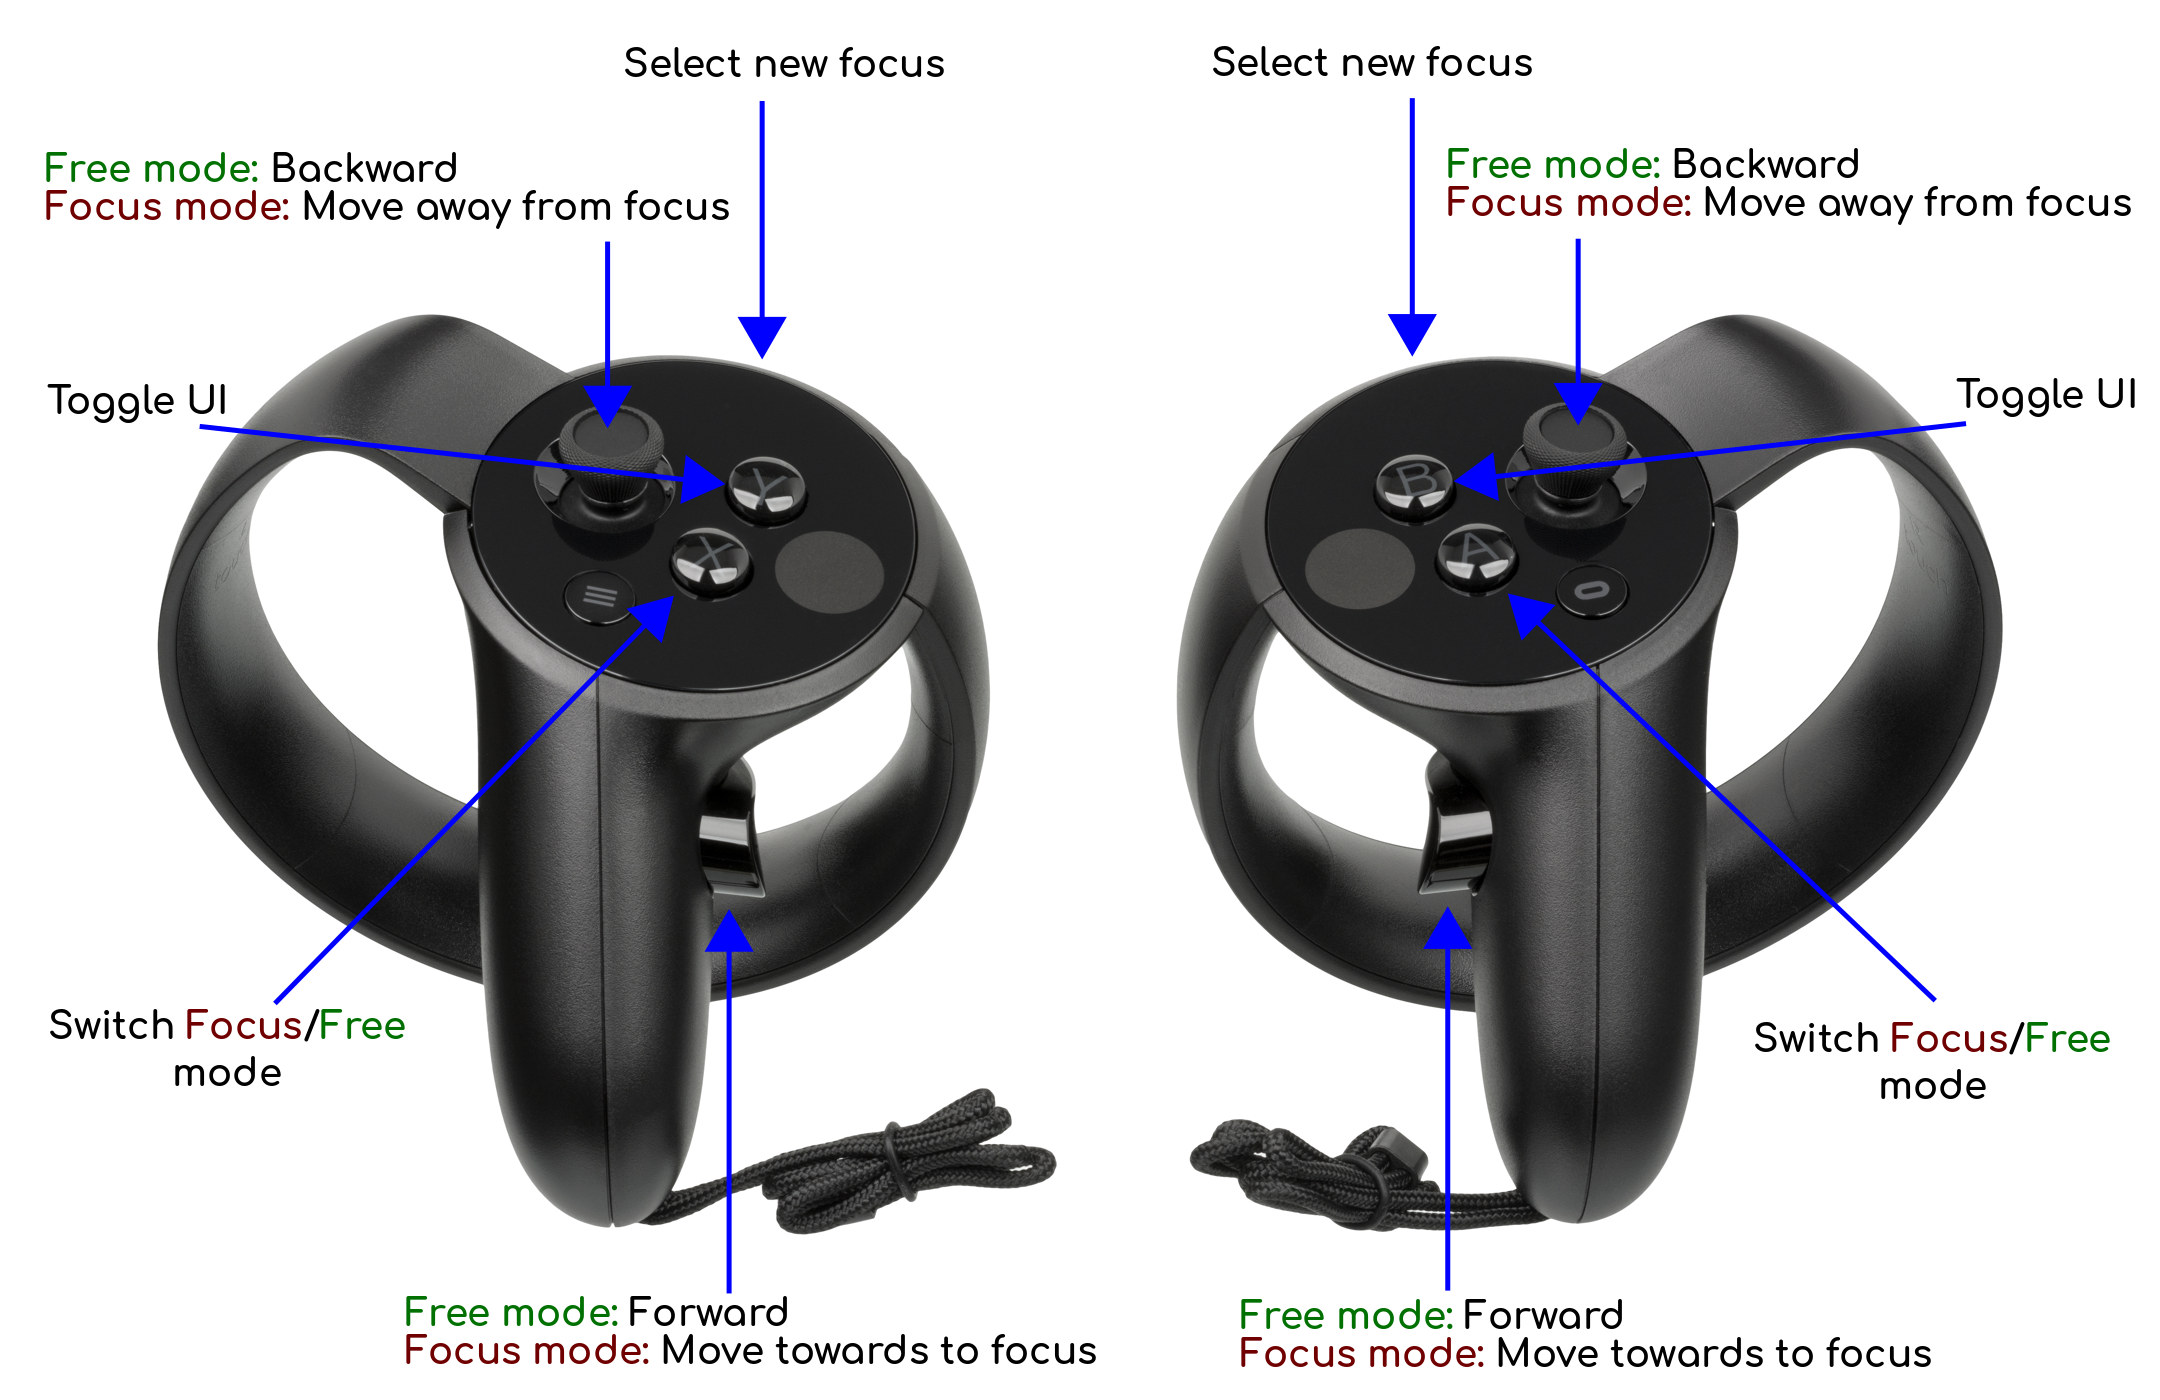 Select new focus
Select new focus
Free mode: Backward
Focus mode: Move away from focus
Free mode: Backward
Focus mode: Move away from focus
Toggle UI
Toggle UI
Y
B
X
A
Switch Focus/Free
mode
Switch Focus/Free
mode
Free mode: Forward
Focus mode: Move towards to focus
Free mode: Forward
Focus mode: Move towards to focus